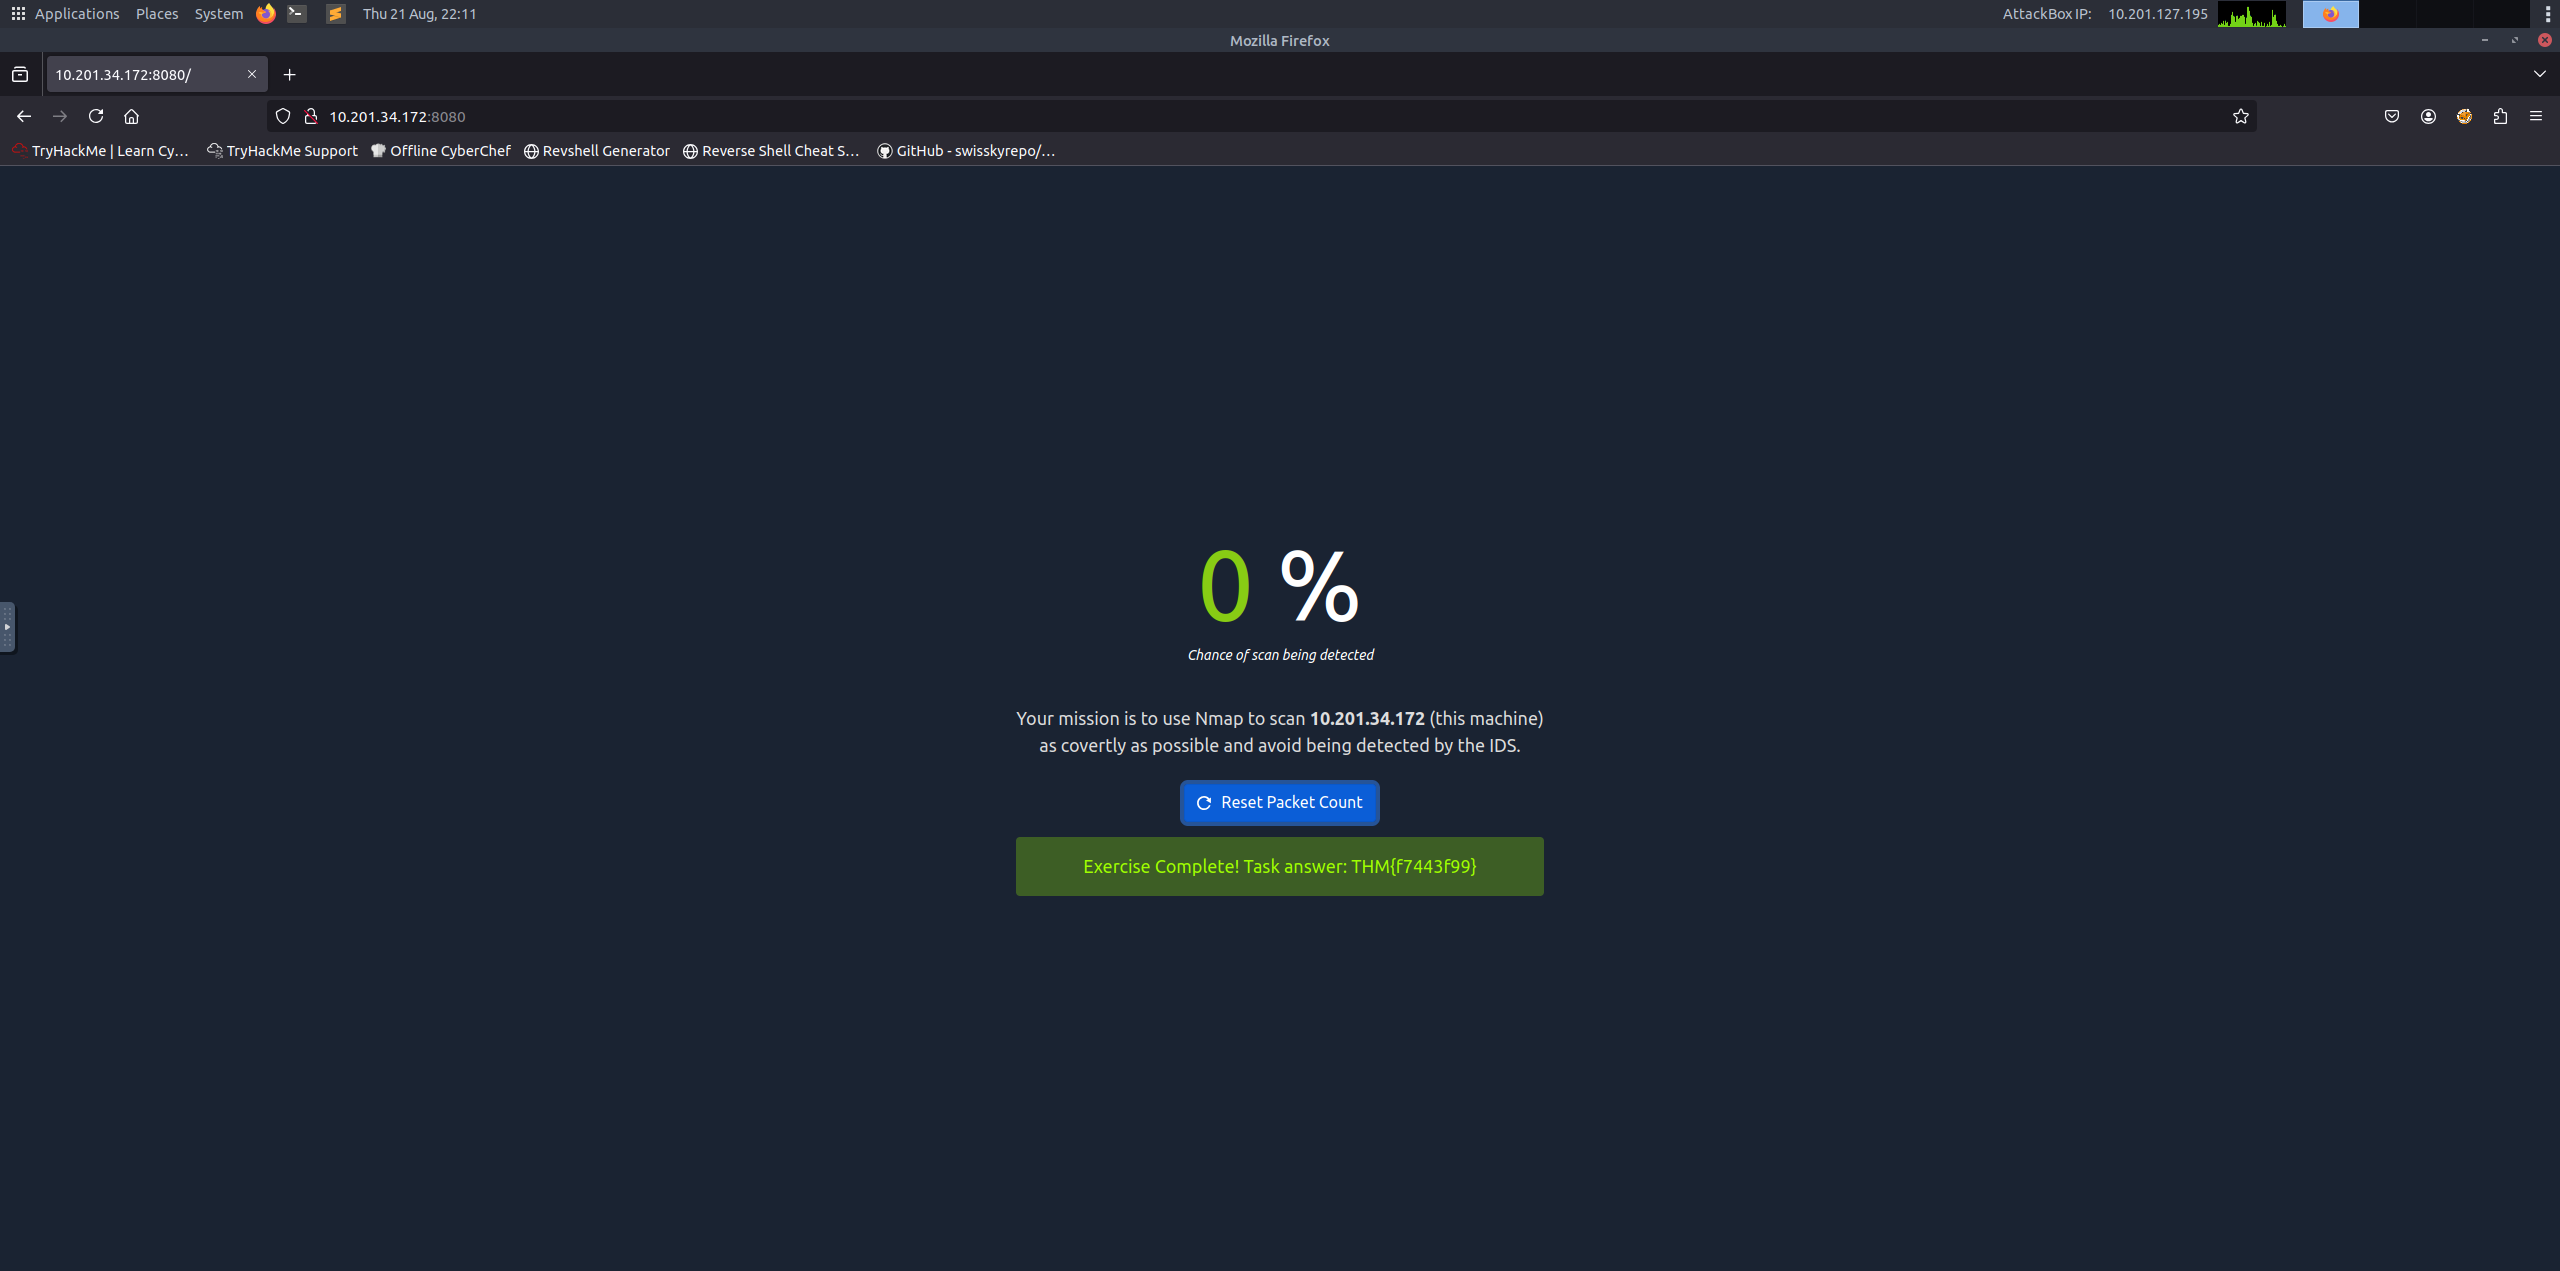 Applications Places System Thu 21 Aug, 22:11 AttackBox IP: 10.201.127.195
Mozilla Firefox
10.201.34.172:8080/
10.201.34.172:8080
TryHackMe | Learn Cy… TryHackMe Support Offline CyberChef Revshell Generator Reverse Shell Cheat S… GitHub - swisskyrepo/…
0 %
Chance of scan being detected
Your mission is to use Nmap to scan 10.201.34.172 (this machine)
as covertly as possible and avoid being detected by the IDS.
Reset Packet Count
Exercise Complete! Task answer: THM{f7443f99}